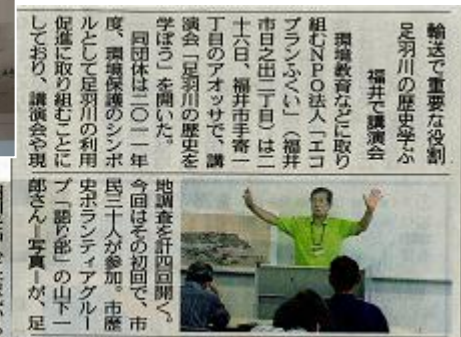 輸送で重要な役割
足羽川の歴史学ぶ
福井で講演会
環境教育などに取り
組むNPO法人「エコ
プランふくい」(福井
市日之出二丁目)は二
十六日、福井市手寄一
丁目のアオッサで、講
演会「足羽川の歴史を
学ぼう」を開いた。
同団体は二〇一一年
度、環境保護のシンボ
ルとして足羽川の利用
促進に取り組むことに
しており、講演会や現
地調査を計四回開く。
今回はその初回で、市
民三十人が参加。市歴
史ボランティアグルー
プ「語り部」の山下一
郎さん=写真=が、足